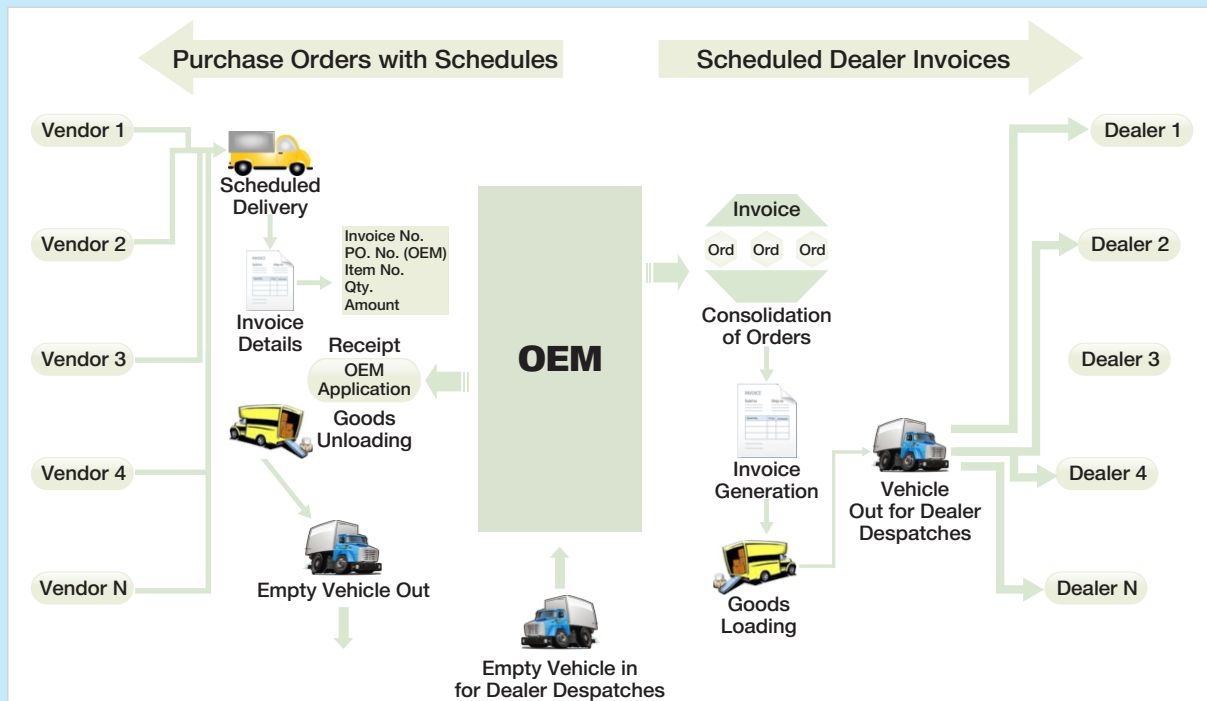 Purchase Orders with Schedules
Scheduled Dealer Invoices
Vendor 1
Vendor 2
Vendor 3
Vendor 4
Vendor N
Scheduled
Delivery
INVOICE
Invoice
Details
Invoice No.
PO. No. (OEM)
Item No.
Qty.
Amount
Receipt
OEM
Application
Goods
Unloading
Empty Vehicle Out
OEM
Empty Vehicle in
for Dealer Despatches
Invoice
Ord
Ord
Ord
Consolidation
of Orders
INVOICE
Invoice
Generation
Goods
Loading
Vehicle
Out for Dealer
Despatches
Dealer 1
Dealer 2
Dealer 3
Dealer 4
Dealer N